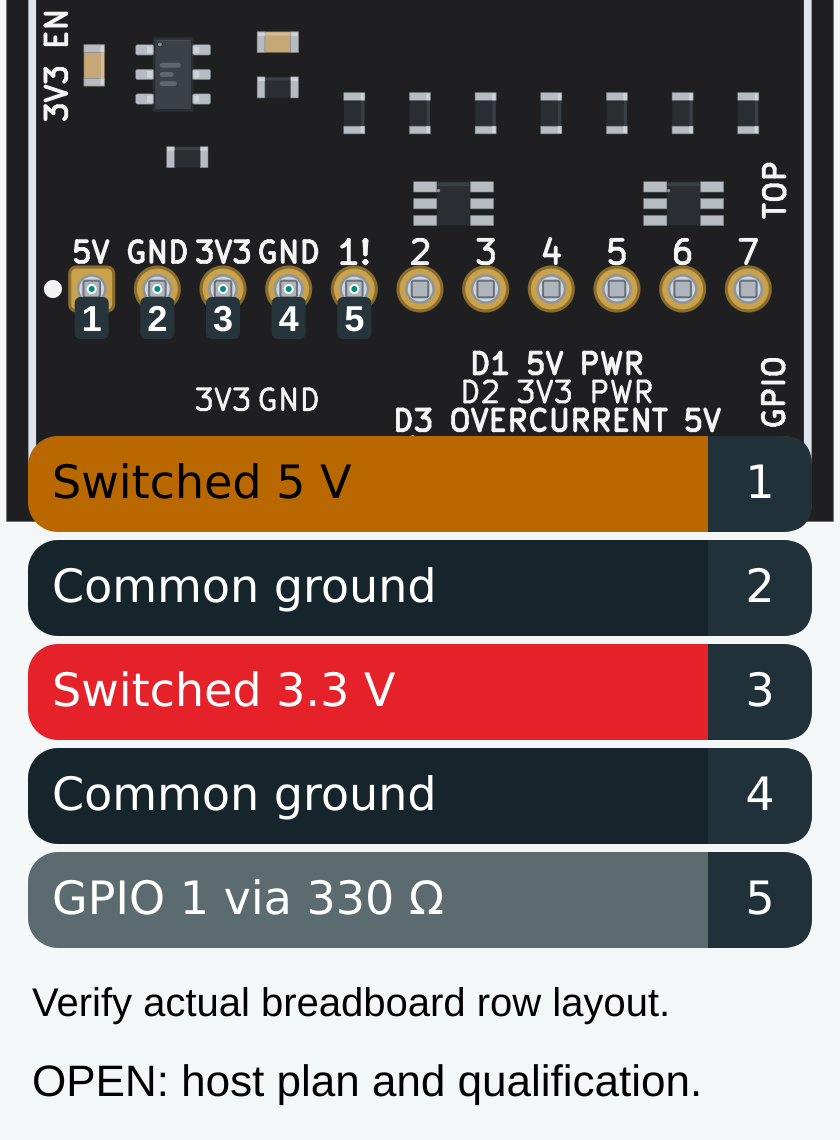 3V3 EN
TOP
5V GND 3V3 GND 1! 2 3 4 5 6 7
1 2 3 4 5
D1 5V PWR
D2 3V3 PWR
3V3 GND
D3 OVERCURRENT 5V
GPIO
Switched 5 V 1
Common ground 2
Switched 3.3 V 3
Common ground 4
GPIO 1 via 330 Ω 5
Verify actual breadboard row layout.
OPEN: host plan and qualification.